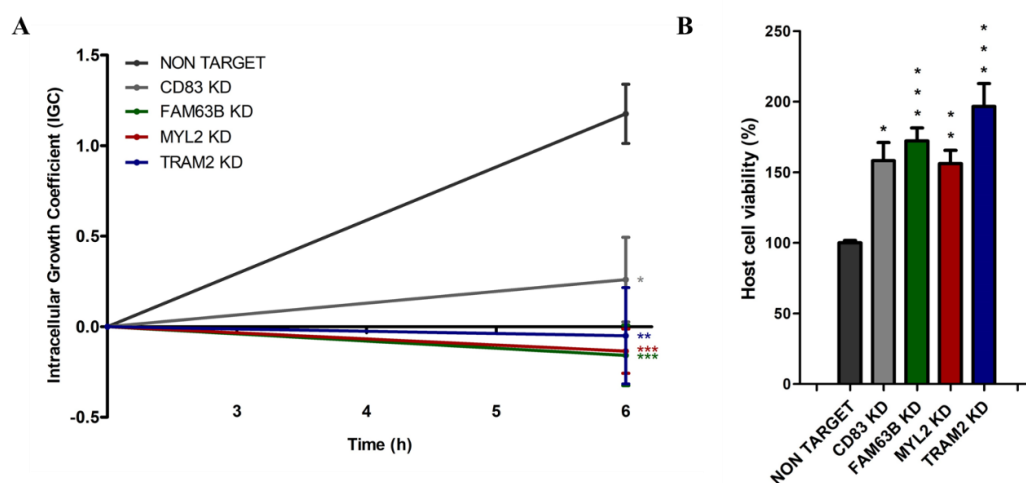 A
Intracellular Growth Coefficient (IGC)
1.5
1.0
0.5
0.0
-0.5
NON TARGET
CD83 KD
FAM63B KD
MYL2 KD
TRAM2 KD
*
**
***
***
3
4
5
6
Time (h)
B
Host cell viability (%)
250
200
150
100
50
0
*
***
**
***
NON TARGET
CD83 KD
FAM63B KD
MYL2 KD
TRAM2 KD